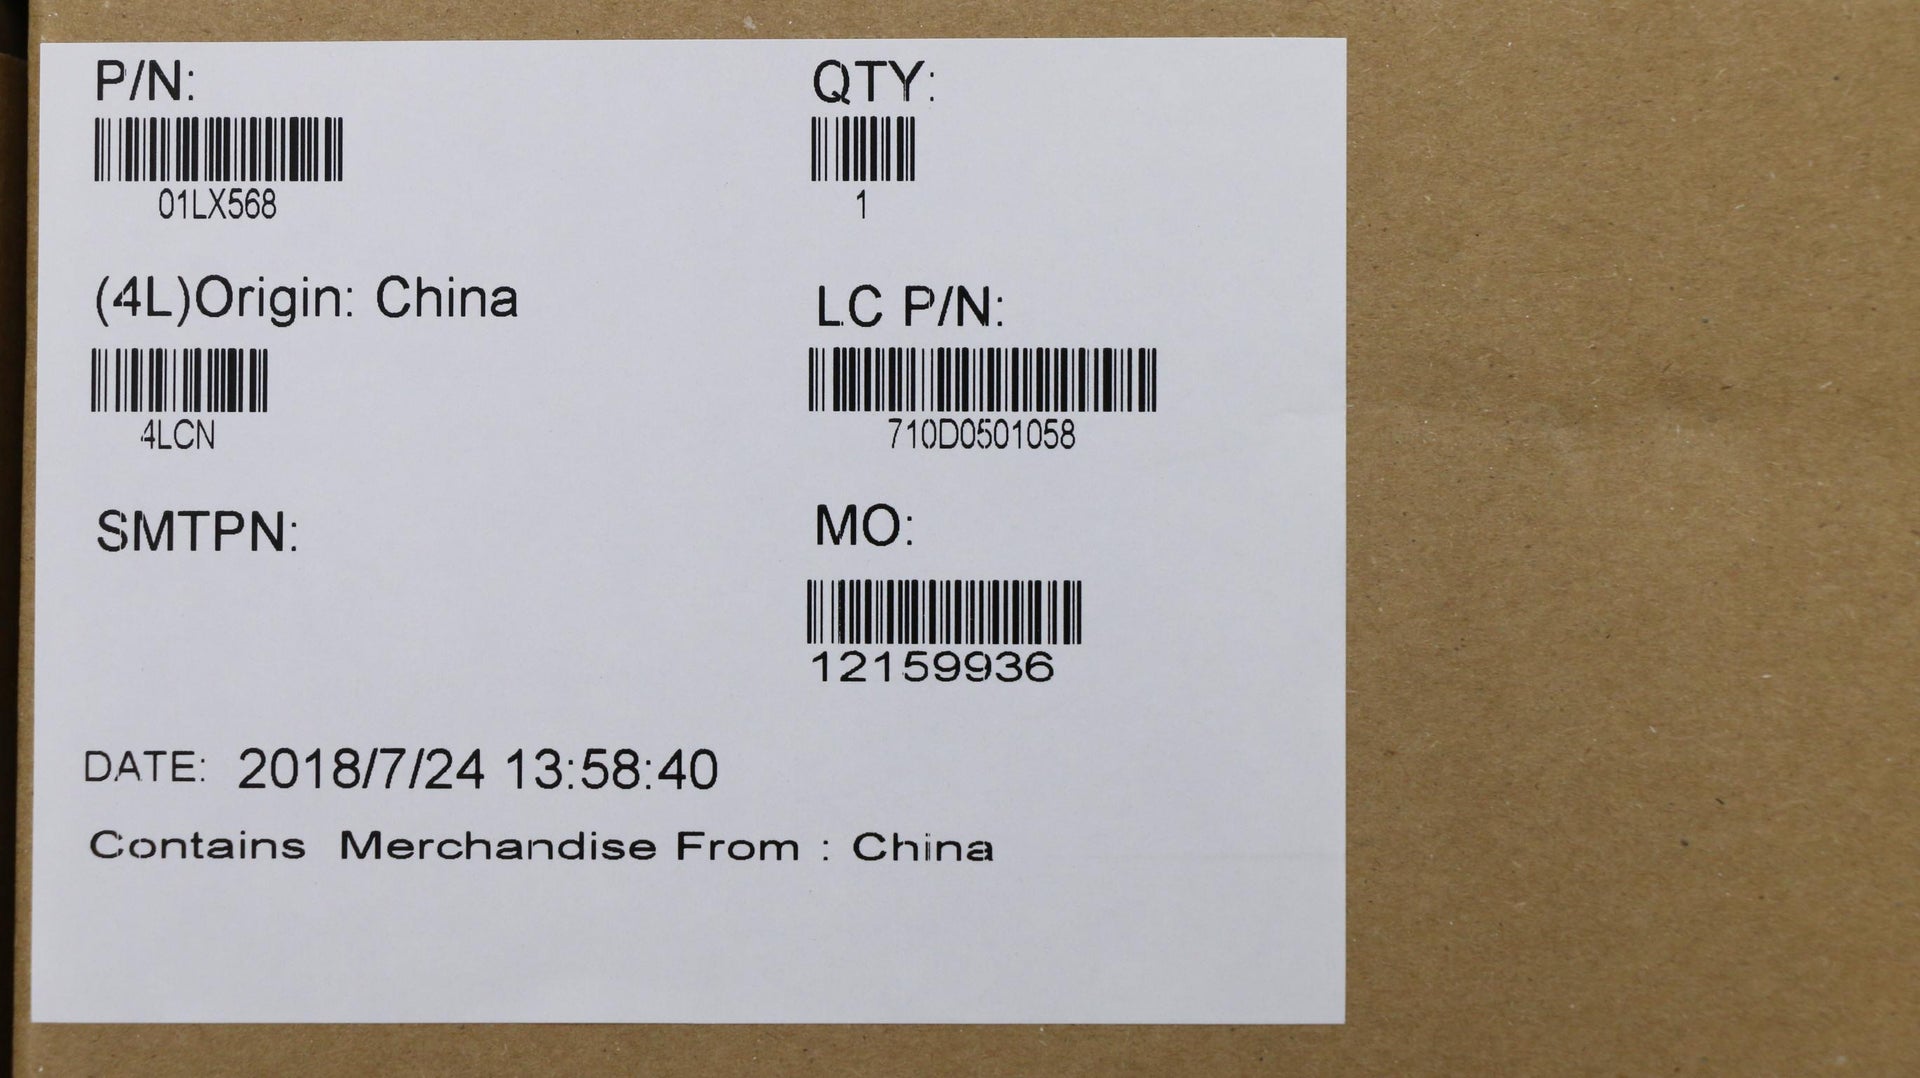 P/N:
QTY:
01LX568
1
(4L)Origin: China
LC P/N:
4LCN
710D0501058
SMTPN:
MO:
12159936
DATE: 2018/7/24 13:58:40
Contains Merchandise From : China